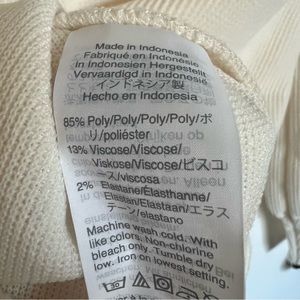 Made in Indonesia
Fabriqué en Indonésie
In Indonesien Hergestellt
Vervaardigd in Indonesië
インドネシア製
Hecho en Indonesia
85% Poly/Poly/Poly/Poly/ポ
リ/poliéster
13% Viscose/Viscose/
Viskose/Viscose/ビスコ
ース/viscosa
2% Elastane/Élasthanne/
Elastan/Elastaan/エラス
テーン/elastano
Machine wash cold. With
like colors. Non-chlorine
bleach only. Tumble dry
low. Iron on lowest setting.